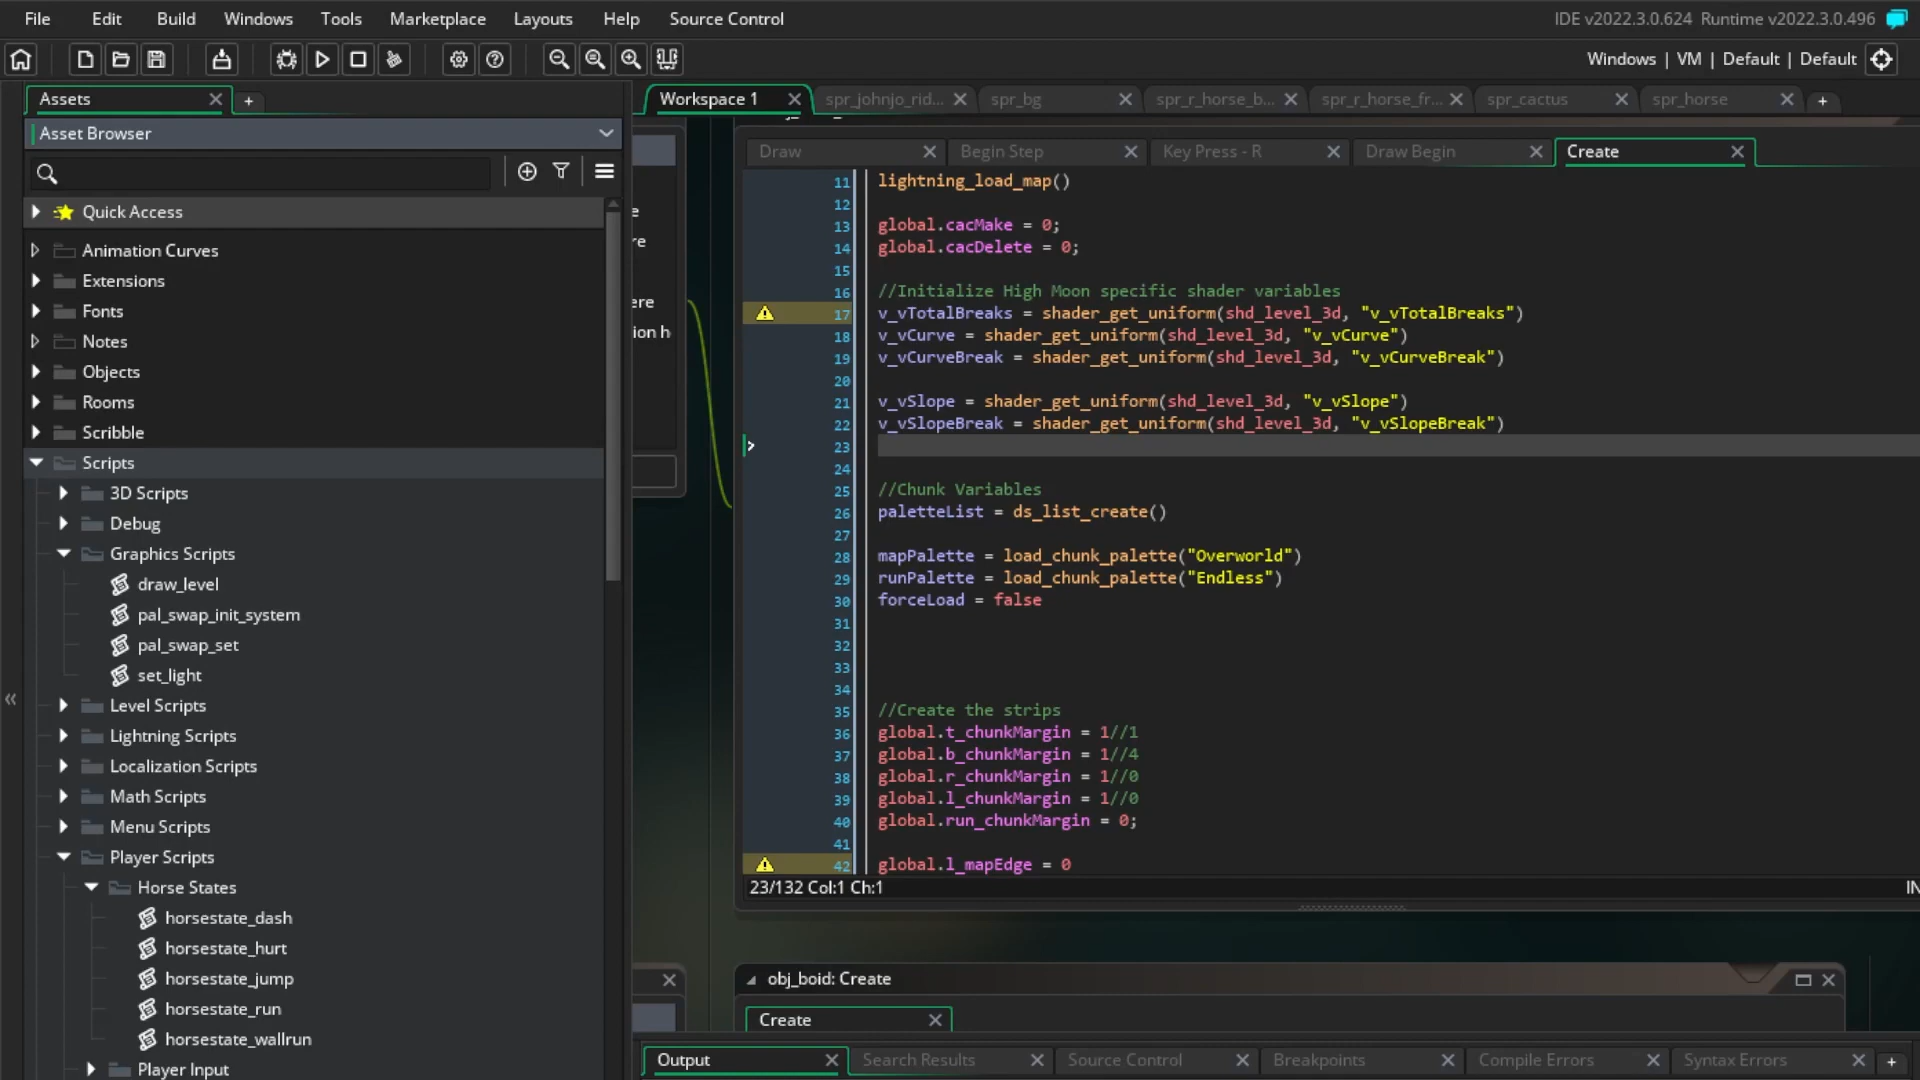 File Edit Build Windows Tools Marketplace Layouts Help Source Control IDE v2022.3.0.624 Runtime v2022.3.0.496
Windows | VM | Default | Default
Assets
Workspace 1 spr_johnjo_rid... spr_bg spr_r_horse_b... spr_r_horse_fr... spr_cactus spr_horse
Asset Browser
Draw Begin Step Key Press - R Draw Begin Create
Quick Access
Animation Curves
Extensions
Fonts
Notes
Objects
Rooms
Scribble
Scripts
3D Scripts
Debug
Graphics Scripts
draw_level
pal_swap_init_system
pal_swap_set
set_light
Level Scripts
Lightning Scripts
Localization Scripts
Math Scripts
Menu Scripts
Player Scripts
Horse States
horsestate_dash
horsestate_hurt
horsestate_jump
horsestate_run
horsestate_wallrun
Player Input
e
re
ere
ion h
11 lightning_load_map()
12
13 global.cacMake = 0;
14 global.cacDelete = 0;
15
16 //Initialize High Moon specific shader variables
17 v_vTotalBreaks = shader_get_uniform(shd_level_3d, "v_vTotalBreaks")
18 v_vCurve = shader_get_uniform(shd_level_3d, "v_vCurve")
19 v_vCurveBreak = shader_get_uniform(shd_level_3d, "v_vCurveBreak")
20
21 v_vSlope = shader_get_uniform(shd_level_3d, "v_vSlope")
22 v_vSlopeBreak = shader_get_uniform(shd_level_3d, "v_vSlopeBreak")
23
24
25 //Chunk Variables
26 paletteList = ds_list_create()
27
28 mapPalette = load_chunk_palette("Overworld")
29 runPalette = load_chunk_palette("Endless")
30 forceLoad = false
31
32
33
34
35 //Create the strips
36 global.t_chunkMargin = 1//1
37 global.b_chunkMargin = 1//4
38 global.r_chunkMargin = 1//0
39 global.l_chunkMargin = 1//0
40 global.run_chunkMargin = 0;
41
42 global.l_mapEdge = 0
23/132 Col:1 Ch:1 IN
obj_boid: Create
Create
Output Search Results Source Control Breakpoints Compile Errors Syntax Errors